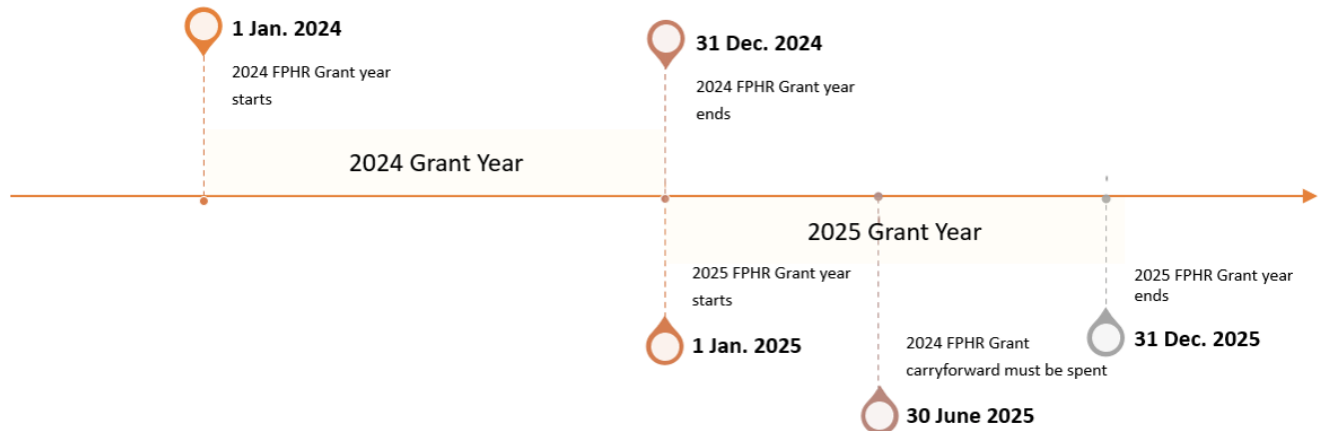 1 Jan. 2024
2024 FPHR Grant year
starts
31 Dec. 2024
2024 FPHR Grant year
ends
2024 Grant Year
2025 Grant Year
2025 FPHR Grant year
starts
1 Jan. 2025
2024 FPHR Grant
carryforward must be spent
30 June 2025
2025 FPHR Grant year
ends
31 Dec. 2025